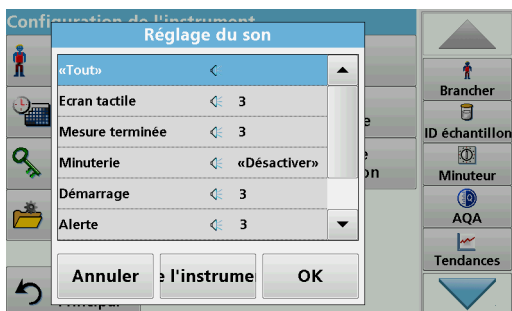 Configuration de l'instrument
Réglage du son
«Tout»
Ecran tactile 3
Mesure terminée 3
Minuterie «Désactiver»
Démarrage 3
Alerte 3
Annuler
l'instrume
OK
Principal
Brancher
ID échantillon
Minuteur
AQA
Tendances